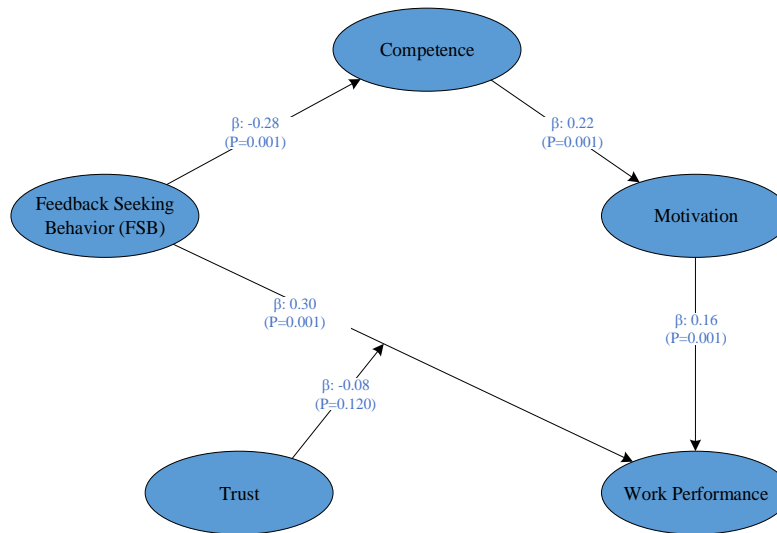 Competence
β: -0.28
(P=0.001)
β: 0.22
(P=0.001)
Feedback Seeking
Behavior (FSB)
Motivation
β: 0.30
(P=0.001)
β: 0.16
(P=0.001)
β: -0.08
(P=0.120)
Trust
Work Performance